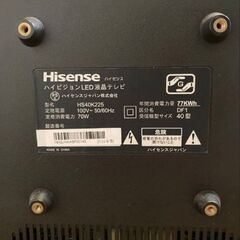 Hisense ハイセンス
ハイビジョンLED液晶テレビ
ハイセンスジャパン株式会社
型名 HS40K225
定格電圧 100V~ 50/60Hz
定格消費電力 70W
製造番号
年間消費電力量 77KWh
区分名 DF1
受信機型サイズ 40型
危険
ハイセンスジャパン
MADE IN CHINA